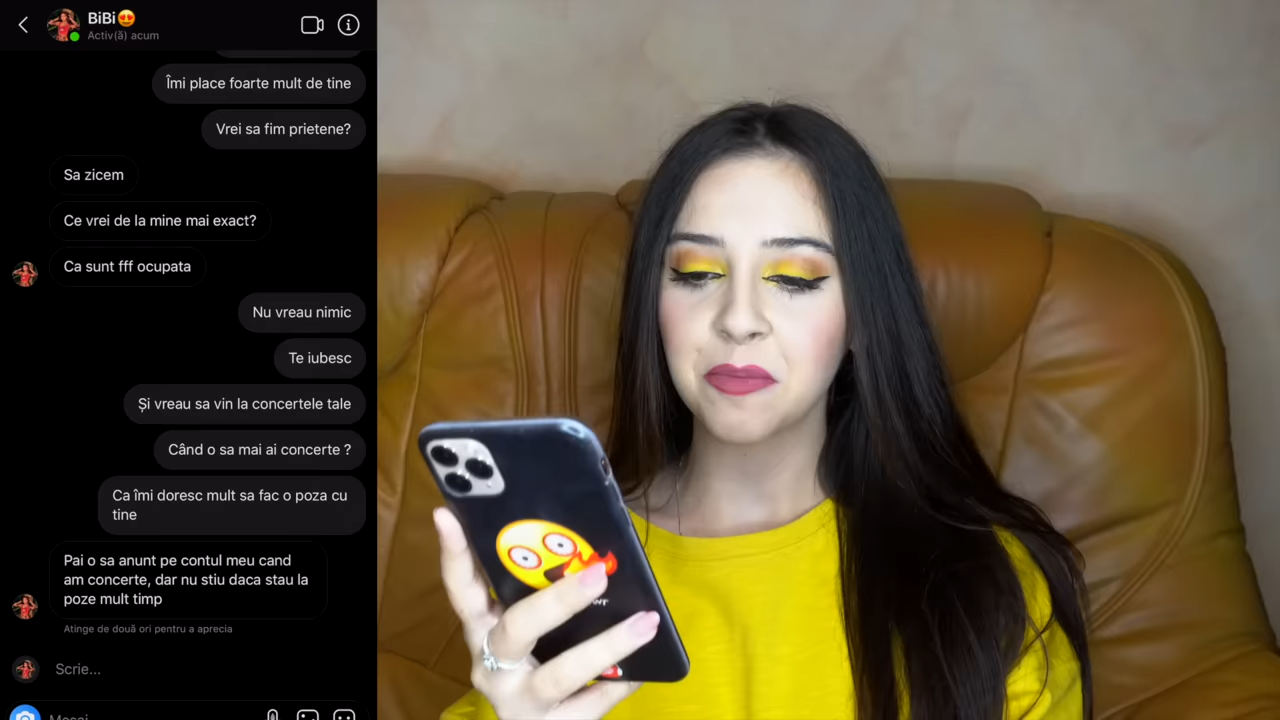 BiBi😍
Activ(ă) acum
Îmi place foarte mult de tine
Vrei sa fim prietene?
Sa zicem
Ce vrei de la mine mai exact?
Ca sunt fff ocupata
Nu vreau nimic
Te iubesc
Și vreau sa vin la concertele tale
Când o sa mai ai concerte ?
Ca îmi doresc mult sa fac o poza cu
tine
Pai o sa anunt pe contul meu cand
am concerte, dar nu stiu daca stau la
poze mult timp
Atinge de două ori pentru a aprecia
Scrie...